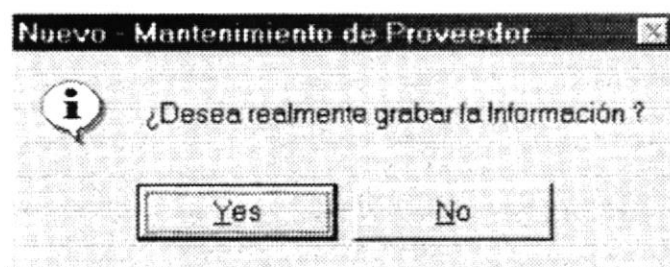 Nuevo - Mantenimiento de Proveedor
¿Desea realmente grabar la Información ?
Yes No